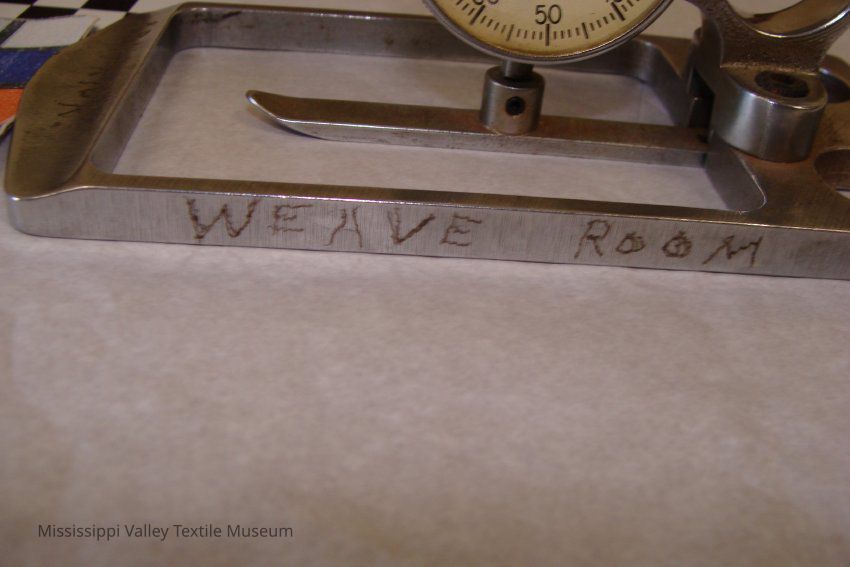 50
WEAVE ROOM
Mississippi Valley Textile Museum